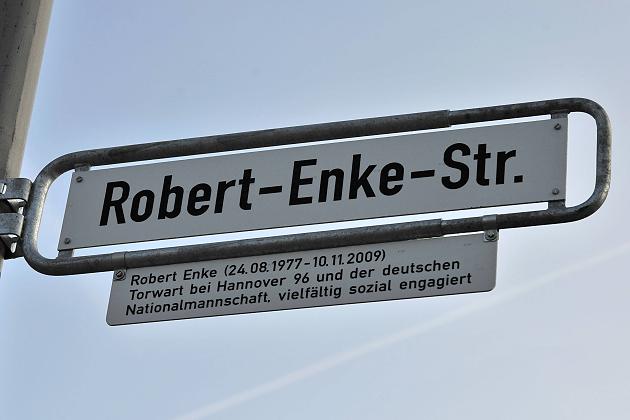 Robert-Enke-Str.
Robert Enke (24.08.1977-10.11.2009)
Torwart bei Hannover 96 und der deutschen
Nationalmannschaft, vielfältig sozial engagiert